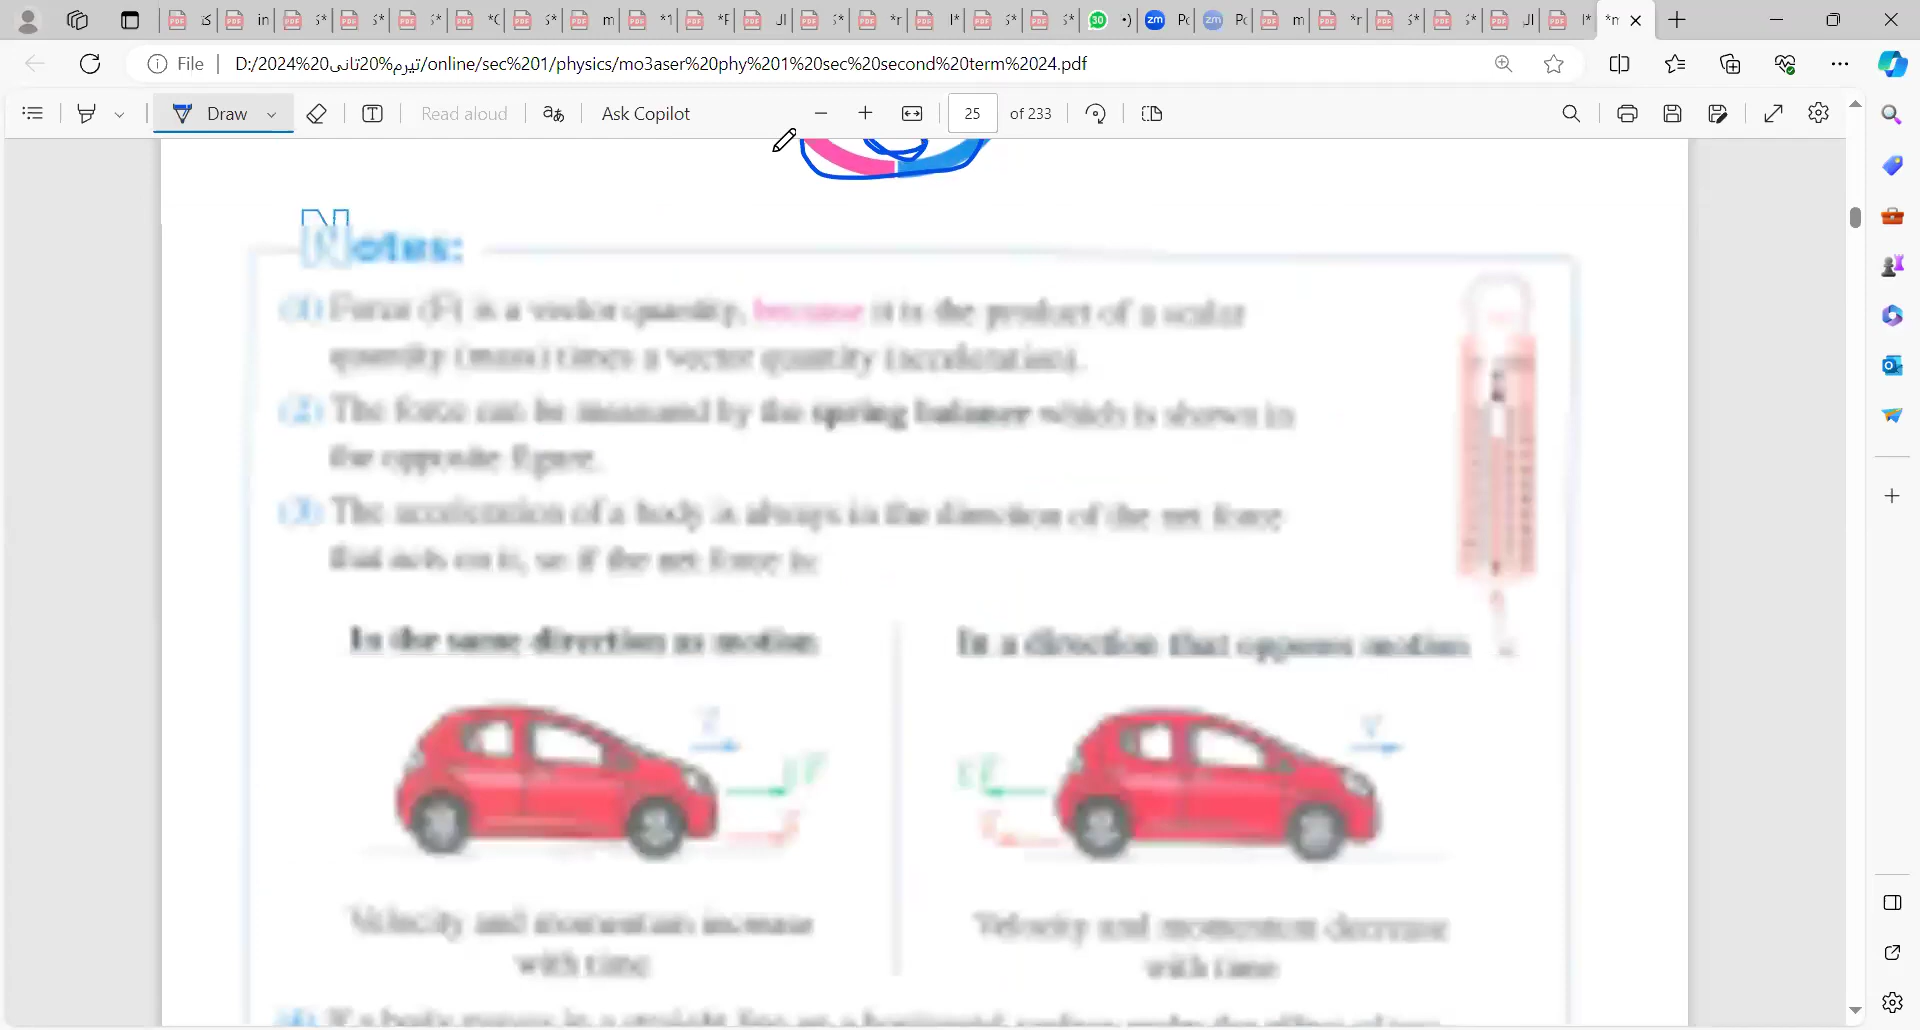 File
D:/2024%20تيرم%20تانى/online/sec%201/physics/mo3aser%20phy%201%20sec%20second%20term%2024.pdf
Draw
Read aloud
Ask Copilot
25 of 233
Notes:
(1) Force (F) is a vector quantity, because it is the product of a scalar
quantity (mass) times a vector quantity (acceleration).
(2) The force can be measured by the spring balance which is shown in
the opposite figure.
(3) The acceleration of a body is always in the direction of the net force
that acts on it, so if the net force is:
In the same direction as motion
In a direction that opposes motion
Velocity and momentum increase
with time
Velocity and momentum decrease
with time